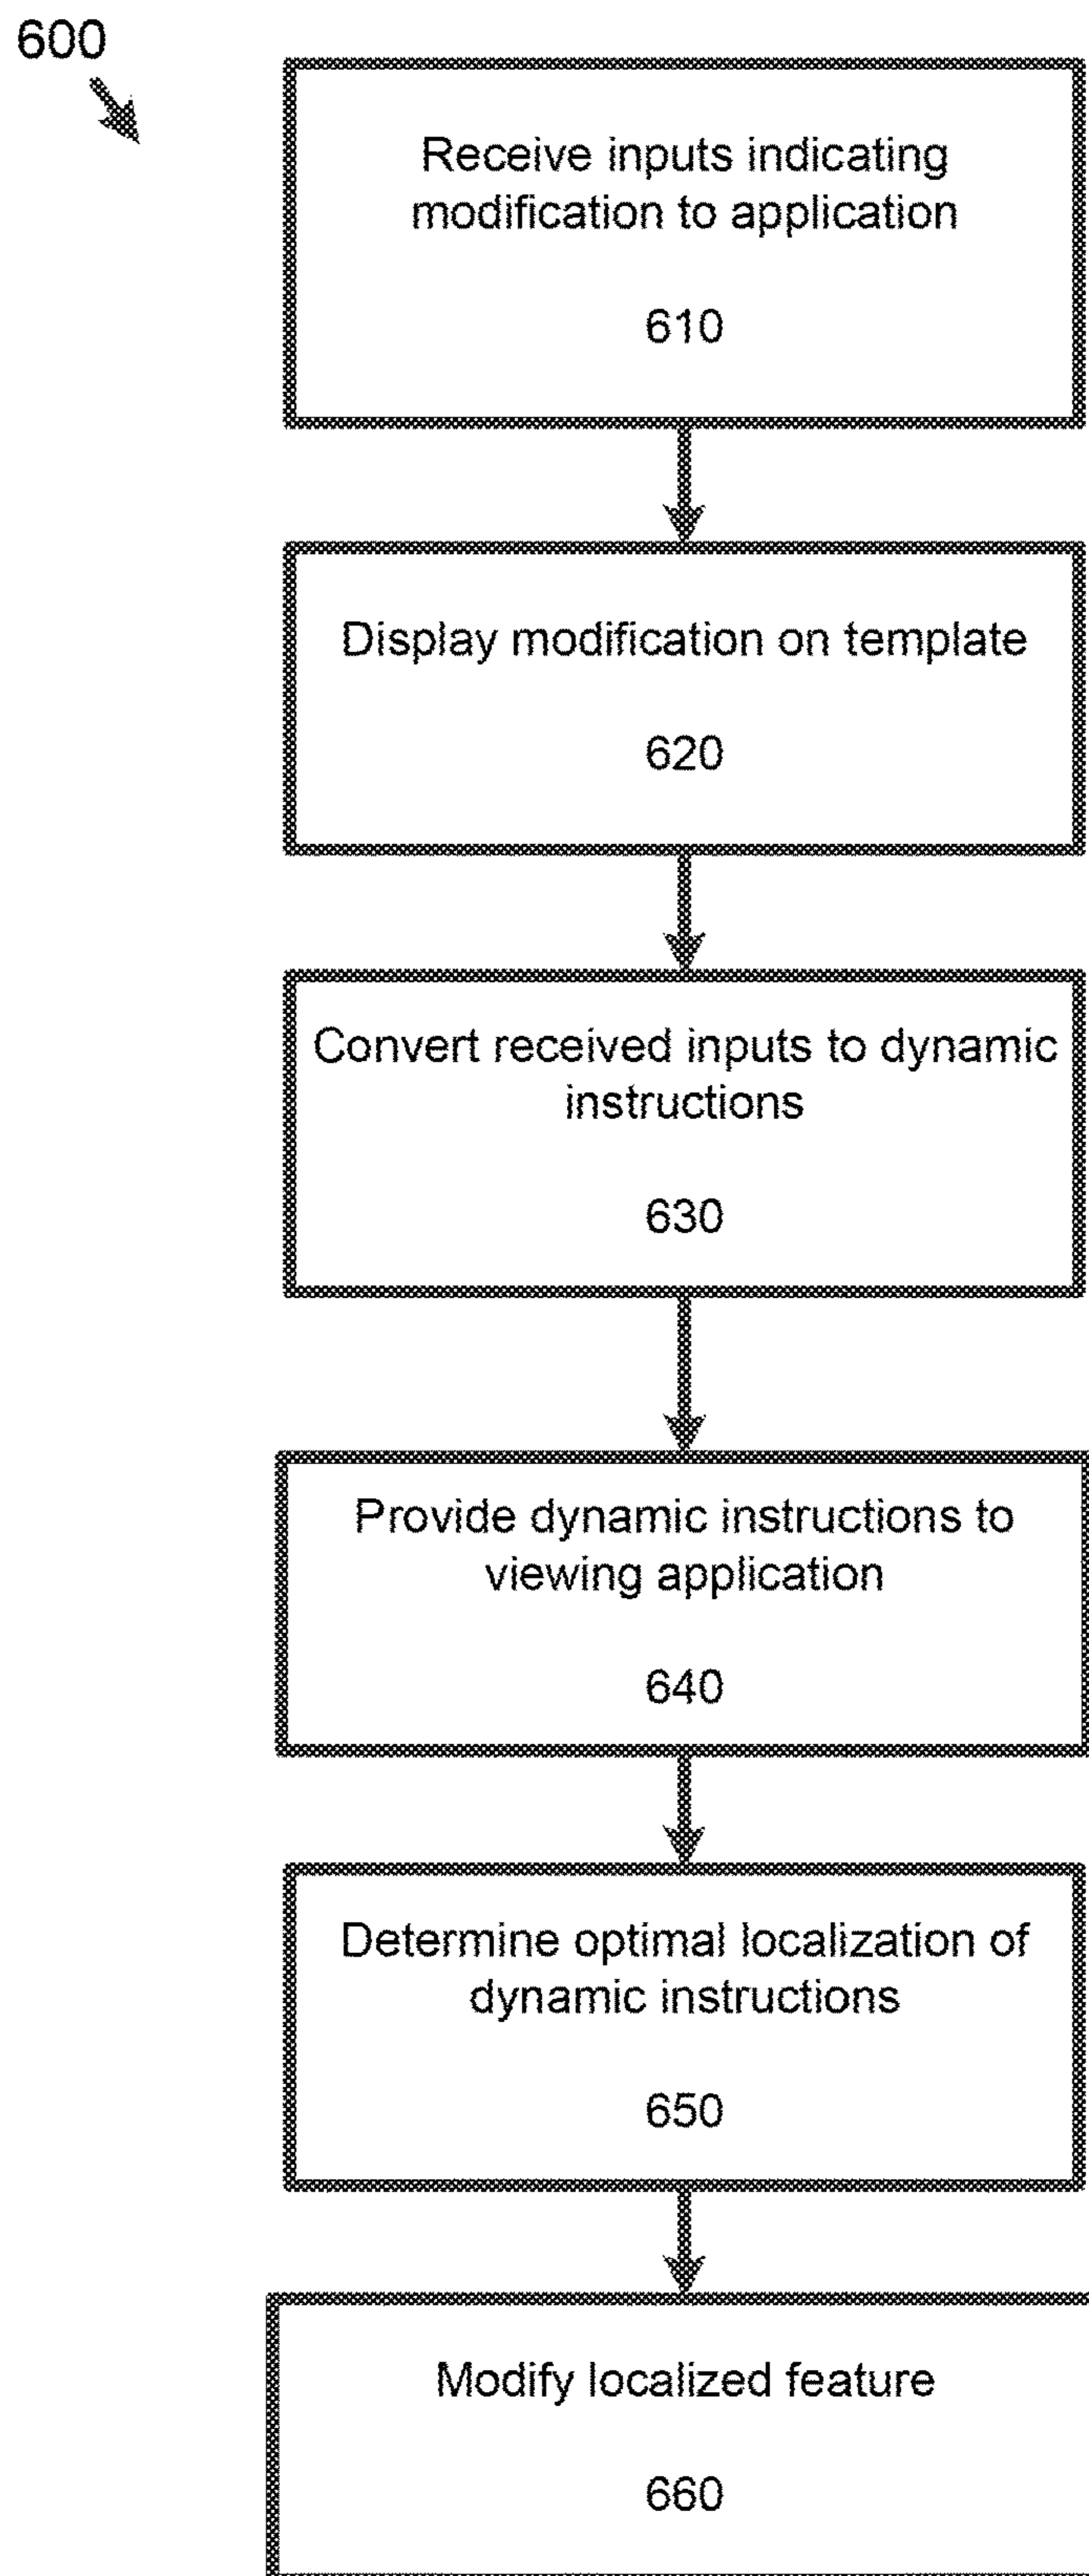 600
Receive inputs indicating
modification to application
610
Display modification on template
620
Convert received inputs to dynamic
instructions
630
Provide dynamic instructions to
viewing application
640
Determine optimal localization of
dynamic instructions
650
Modify localized feature
660